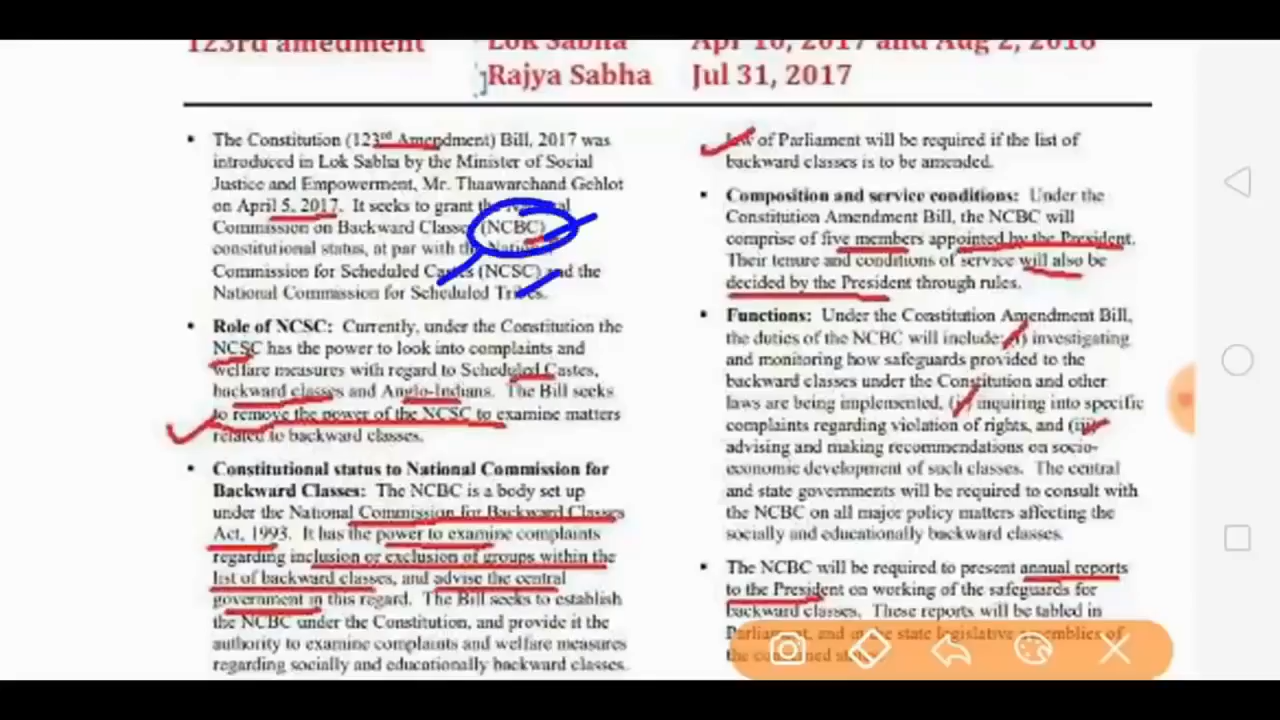 123rd amedment Lok Sabha Apr 10, 2017 and Aug 2, 2018
Rajya Sabha Jul 31, 2017
• The Constitution (123rd Amendment) Bill, 2017 was
introduced in Lok Sabha by the Minister of Social
Justice and Empowerment, Mr. Thaawarchand Gehlot
on April 5, 2017. It seeks to grant the National
Commission on Backward Classes (NCBC)
constitutional status, at par with the National
Commission for Scheduled Castes (NCSC) and the
National Commission for Scheduled Tribes.
• Role of NCSC: Currently, under the Constitution the
NCSC has the power to look into complaints and
welfare measures with regard to Scheduled Castes,
backward classes and Anglo-Indians. The Bill seeks
to remove the power of the NCSC to examine matters
related to backward classes.
• Constitutional status to National Commission for
Backward Classes: The NCBC is a body set up
under the National Commission for Backward Classes
Act, 1993. It has the power to examine complaints
regarding inclusion or exclusion of groups within the
list of backward classes, and advise the central
government in this regard. The Bill seeks to establish
the NCBC under the Constitution, and provide it the
authority to examine complaints and welfare measures
regarding socially and educationally backward classes.
law of Parliament will be required if the list of
backward classes is to be amended.
• Composition and service conditions: Under the
Constitution Amendment Bill, the NCBC will
comprise of five members appointed by the President.
Their tenure and conditions of service will also be
decided by the President through rules.
• Functions: Under the Constitution Amendment Bill,
the duties of the NCBC will include: (i) investigating
and monitoring how safeguards provided to the
backward classes under the Constitution and other
laws are being implemented, (ii) inquiring into specific
complaints regarding violation of rights, and (iii)
advising and making recommendations on socio-
economic development of such classes. The central
and state governments will be required to consult with
the NCBC on all major policy matters affecting the
socially and educationally backward classes.
• The NCBC will be required to present annual reports
to the President on working of the safeguards for
backward classes. These reports will be tabled in
Parliament, and in the state legislative assemblies of
the concerned states.